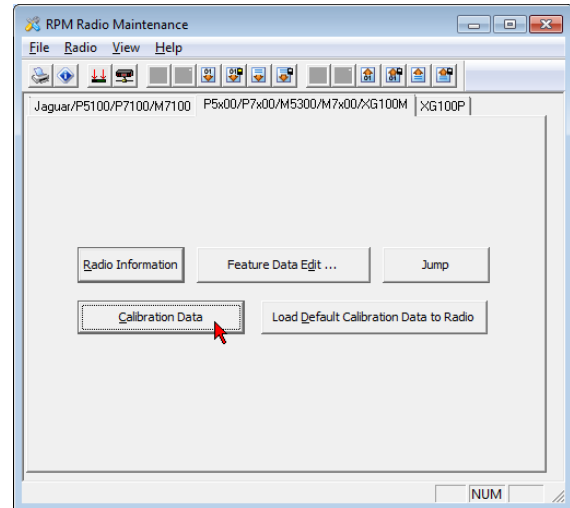 RPM Radio Maintenance
File Radio View Help
Jaguar/P5100/P7100/M7100 P5x00/P7x00/M5300/M7x00/XG100M XG100P
Radio Information Feature Data Edit ... Jump
Calibration Data Load Default Calibration Data to Radio
NUM